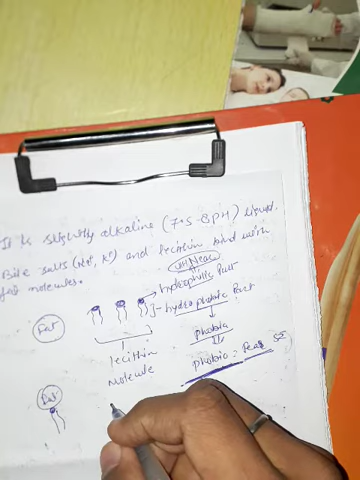 It is slightly alkaline (7.5-8 PH) liquid.
Bile salts (Na+, K+) and lecithin bind with
fat molecules.
hydrophilic Part
hydrophobic Part
Fat
phobia
lecithin
Molecule
phobia: Fear
Fat